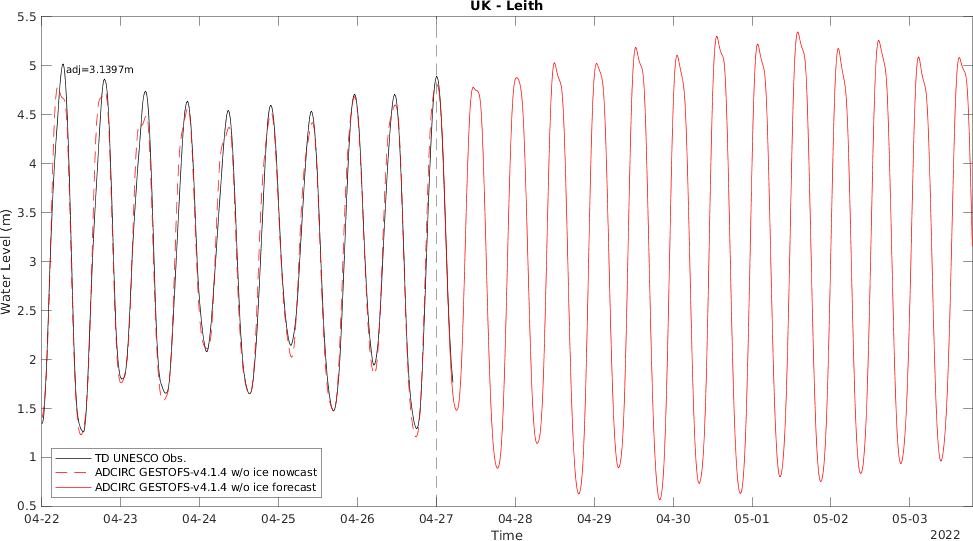 UK - Leith
5.5
5
4.5
4
3.5
3
2.5
2
1.5
1
0.5
Water Level (m)
adj=3.1397m
TD UNESCO Obs.
ADCIRC GESTOFS-v4.1.4 w/o ice nowcast
ADCIRC GESTOFS-v4.1.4 w/o ice forecast
04-22 04-23 04-24 04-25 04-26 04-27 04-28 04-29 04-30 05-01 05-02 05-03
Time
2022